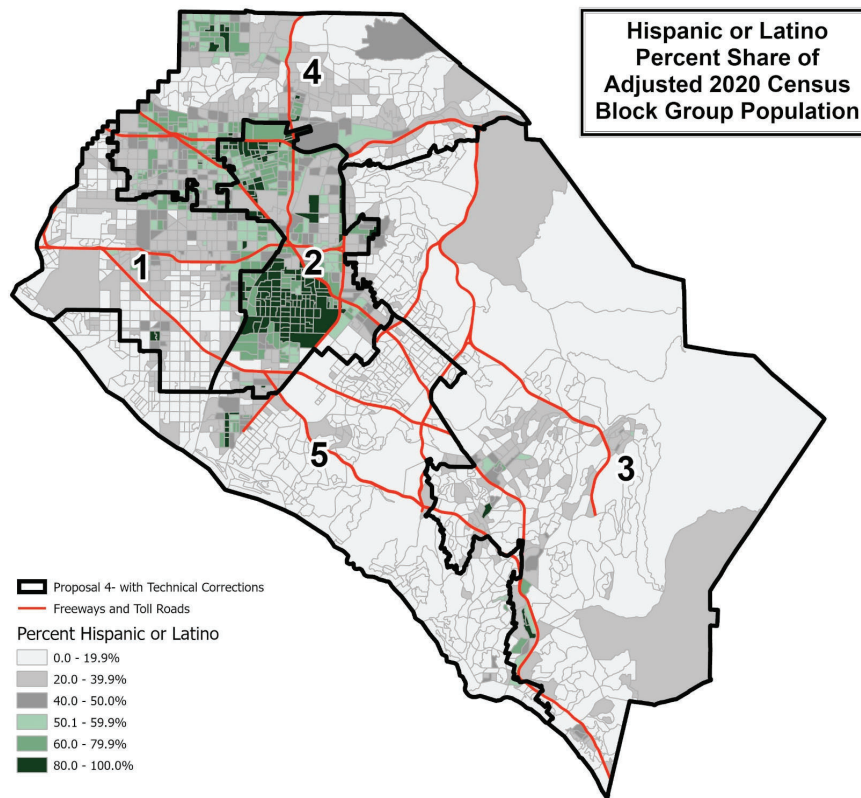 Hispanic or Latino
Percent Share of
Adjusted 2020 Census
Block Group Population
4
1
2
5
3
Proposal 4- with Technical Corrections
Freeways and Toll Roads
Percent Hispanic or Latino
0.0 - 19.9%
20.0 - 39.9%
40.0 - 50.0%
50.1 - 59.9%
60.0 - 79.9%
80.0 - 100.0%